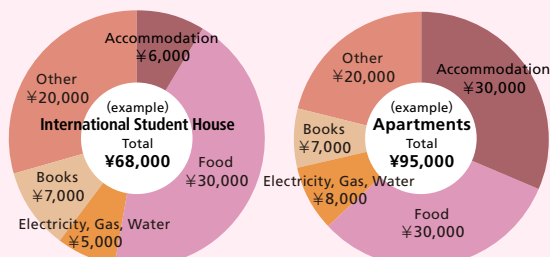 Accommodation
¥6,000
Other
¥20,000
(example)
International Student House
Total
¥68,000
Food
¥30,000
Books
¥7,000
Electricity, Gas, Water
¥5,000
Accommodation
¥30,000
Other
¥20,000
(example)
Apartments
Total
¥95,000
Books
¥7,000
Electricity, Gas, Water
¥8,000
Food
¥30,000